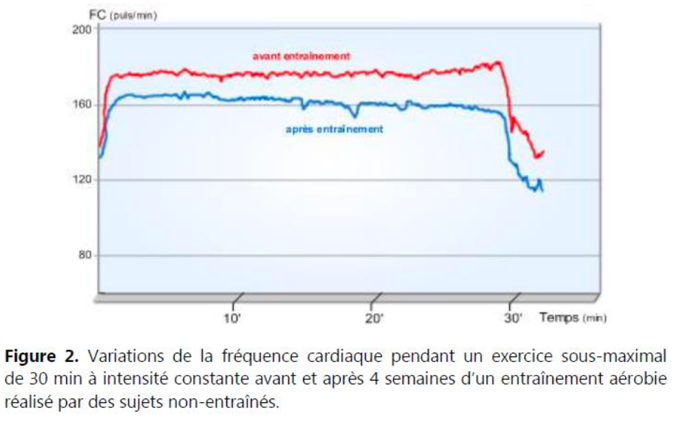 FC (puls/min)
200
avant entraînement
160
après entraînement
120
80
10' 20' 30' Temps (min)
Figure 2. Variations de la fréquence cardiaque pendant un exercice sous-maximal
de 30 min à intensité constante avant et après 4 semaines d'un entraînement aérobie
réalisé par des sujets non-entraînés.